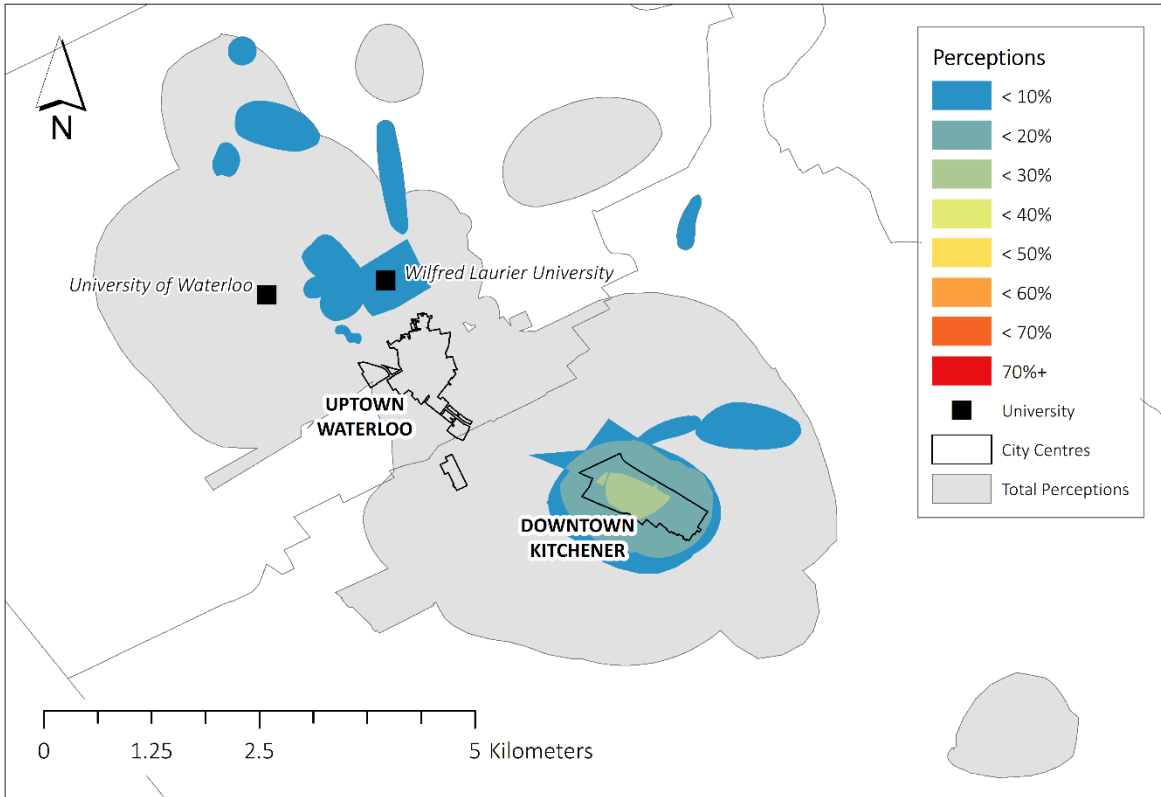 N
University of Waterloo
Wilfred Laurier University
UPTOWN
WATERLOO
DOWNTOWN
KITCHENER
0
1.25
2.5
5 Kilometers
Perceptions
< 10%
< 20%
< 30%
< 40%
< 50%
< 60%
< 70%
70%+
University
City Centres
Total Perceptions